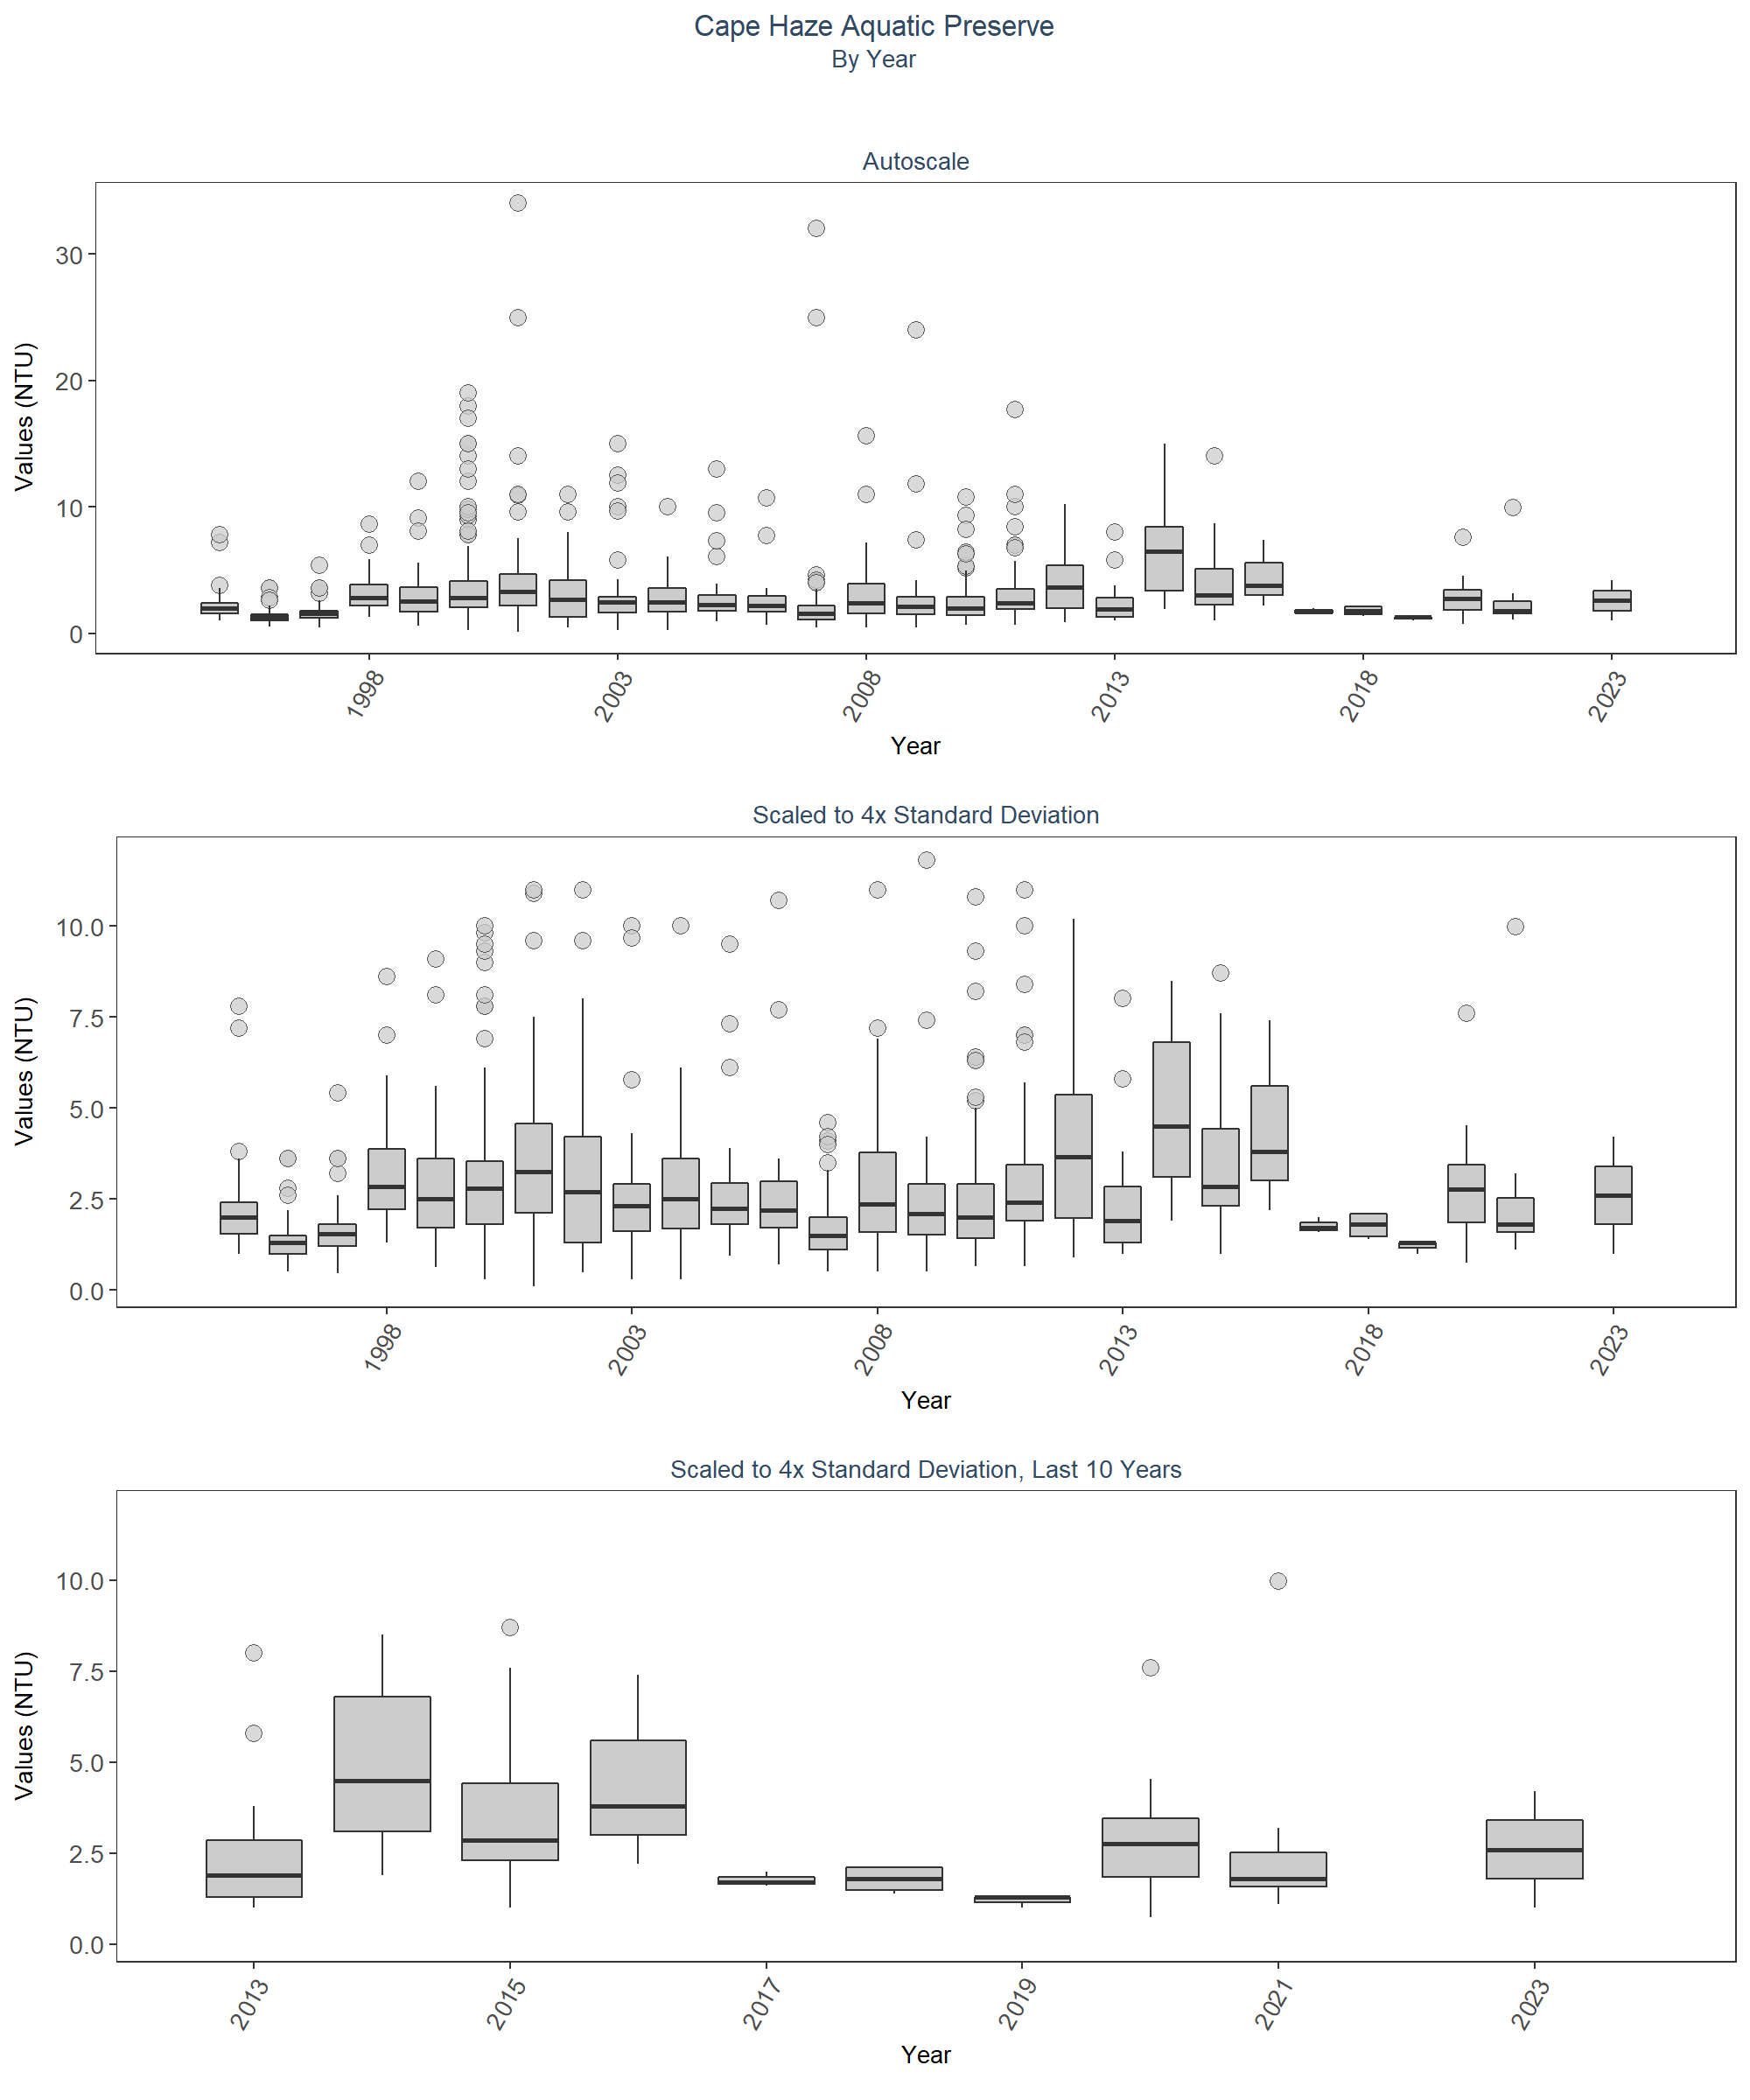 Cape Haze Aquatic Preserve
By Year
Autoscale
Values (NTU)
30
20
10
0
1998
2003
2008
2013
2018
2023
Year
Scaled to 4x Standard Deviation
Values (NTU)
10.0
7.5
5.0
2.5
0.0
1998
2003
2008
2013
2018
2023
Year
Scaled to 4x Standard Deviation, Last 10 Years
Values (NTU)
10.0
7.5
5.0
2.5
0.0
2013
2015
2017
2019
2021
2023
Year